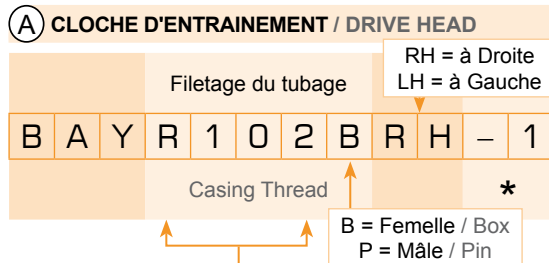 A CLOCHE D'ENTRAINEMENT / DRIVE HEAD
RH = à Droite
LH = à Gauche
Filetage du tubage
B A Y R 1 0 2 B R H – 1
Casing Thread
*
B = Femelle / Box
P = Mâle / Pin